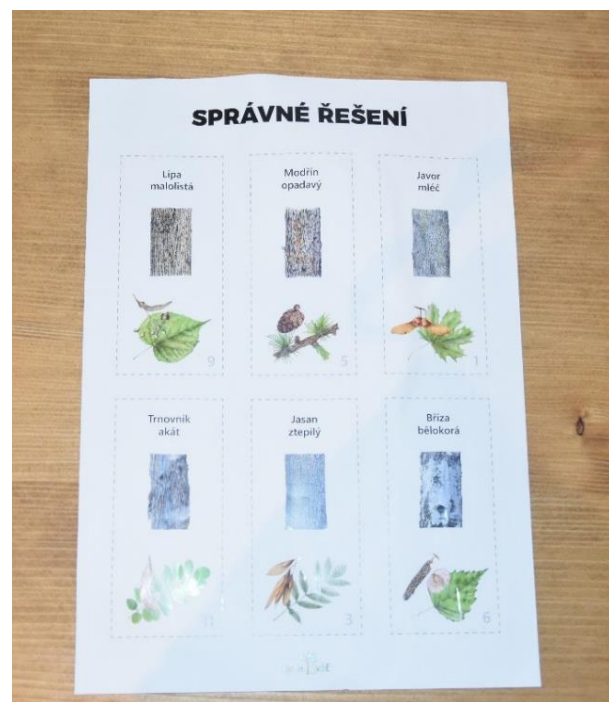 SPRÁVNÉ ŘEŠENÍ
Lípa
malolistá
9
Modřín
opadavý
5
Javor
mléč
1
Trnovník
akát
11
Jasan
ztepilý
3
Bříza
bělokorá
6